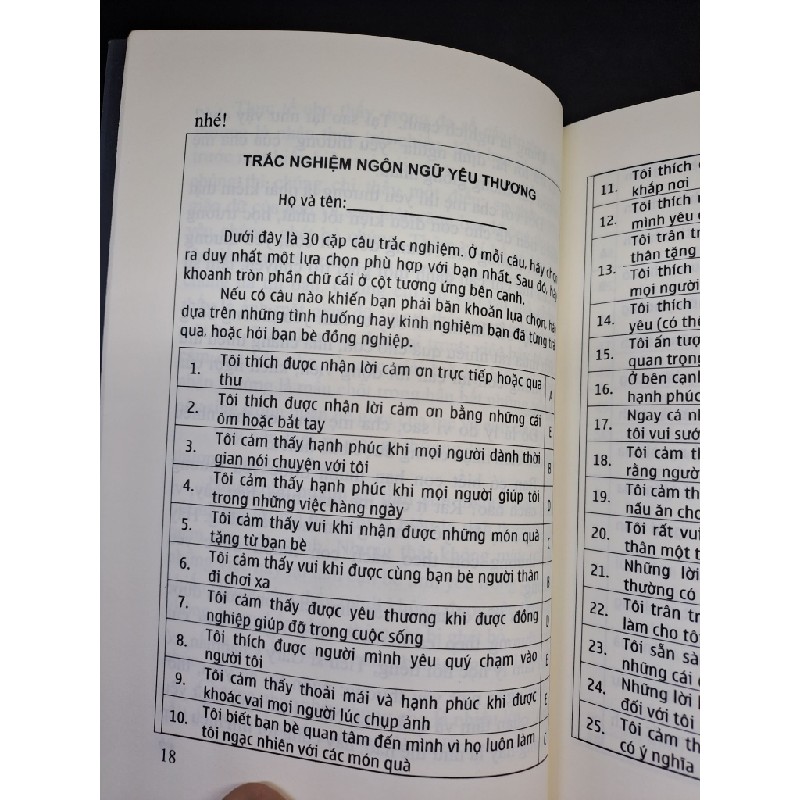 nhé!
TRẮC NGHIỆM NGÔN NGỮ YÊU THƯƠNG
Họ và tên:
Dưới đây là 30 cặp câu trắc nghiệm. Ở mỗi câu, hãy chọn
ra duy nhất một lựa chọn phù hợp với bạn nhất. Sau đó, hãy
khoanh tròn phần chữ cái ở cột tương ứng bên cạnh.
Nếu có câu nào khiến bạn phải băn khoăn lựa chọn, hãy
dựa trên những tình huống hay kinh nghiệm bạn đã từng trải
qua, hoặc hỏi bạn bè đồng nghiệp.
1. Tôi thích được nhận lời cảm ơn trực tiếp hoặc qua A
thư
2. Tôi thích được nhận lời cảm ơn bằng những cái E
ôm hoặc bắt tay
3. Tôi cảm thấy hạnh phúc khi mọi người dành thời B
gian nói chuyện với tôi
4. Tôi cảm thấy hạnh phúc khi mọi người giúp tôi D
trong những việc hàng ngày
5. Tôi cảm thấy vui khi nhận được những món quà
tặng từ bạn bè
6. Tôi cảm thấy vui khi được cùng bạn bè người thân
đi chơi xa
7. Tôi cảm thấy được yêu thương khi được đồng
nghiệp giúp đỡ trong cuộc sống
8. Tôi thích được người mình yêu quý chạm vào E
người tôi
9. Tôi cảm thấy thoải mái và hạnh phúc khi được E
khoác vai mọi người lúc chụp ảnh
10. Tôi biết bạn bè quan tâm đến mình vì họ luôn làm
tôi ngạc nhiên với các món quà
18
11. Tôi thích
khắp nơi
12. Tôi thích
mình yêu
13. Tôi trân
thân tặng
Tôi thích
mọi người
14. Tôi thích
yêu (có
15. Tôi ấn
quan trọng
16. Ở bên cạnh
hạnh phúc
17. Ngay cả
tôi vui
18. Tôi cảm
rằng người
19. Tôi cảm
nấu ăn
20. Tôi rất vui
thân một
21. Những lời
thường có
22. Tôi trân
làm cho tôi
23. Tôi sẵn
những cái
24. Những lời
đối với tôi
25. Tôi cảm
có ý nghĩa